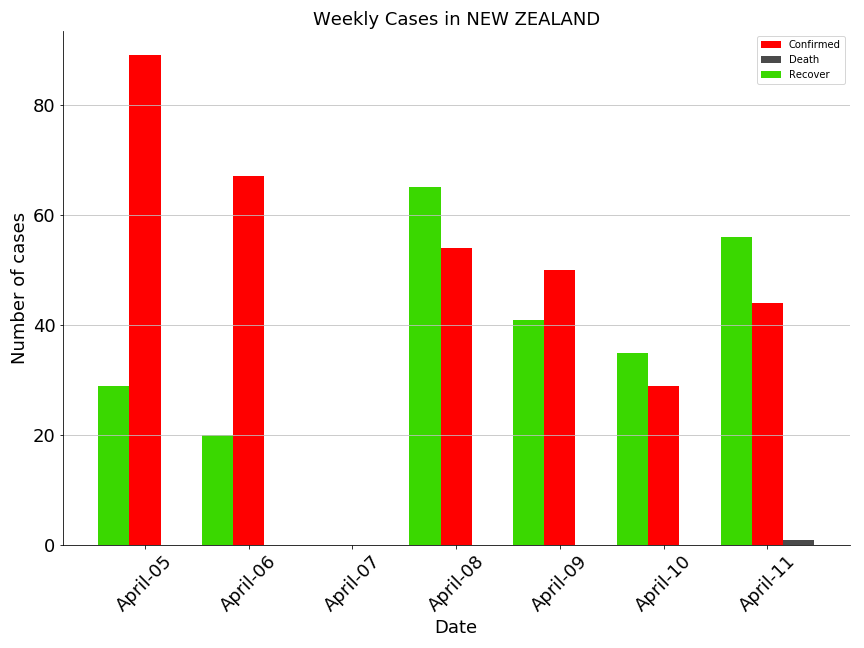 Weekly Cases in NEW ZEALAND
Confirmed
Death
Recover
Number of cases
80
60
40
20
0
April-05
April-06
April-07
April-08
April-09
April-10
April-11
Date